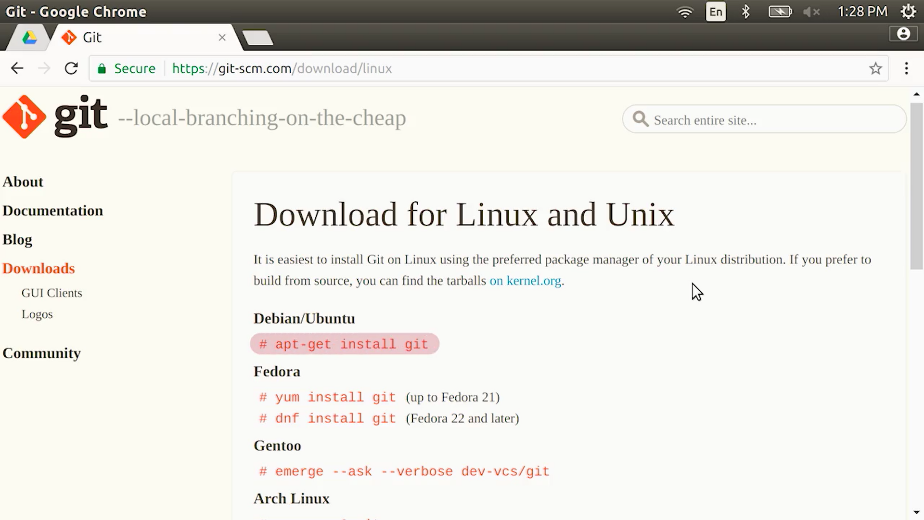 Git - Google Chrome
En
1:28 PM
Git
Secure
https://git-scm.com/download/linux
git
--local-branching-on-the-cheap
Search entire site...
About
Documentation
Blog
Downloads
GUI Clients
Logos
Community
Download for Linux and Unix
It is easiest to install Git on Linux using the preferred package manager of your Linux distribution. If you prefer to
build from source, you can find the tarballs on kernel.org.
Debian/Ubuntu
# apt-get install git
Fedora
# yum install git (up to Fedora 21)
# dnf install git (Fedora 22 and later)
Gentoo
# emerge --ask --verbose dev-vcs/git
Arch Linux